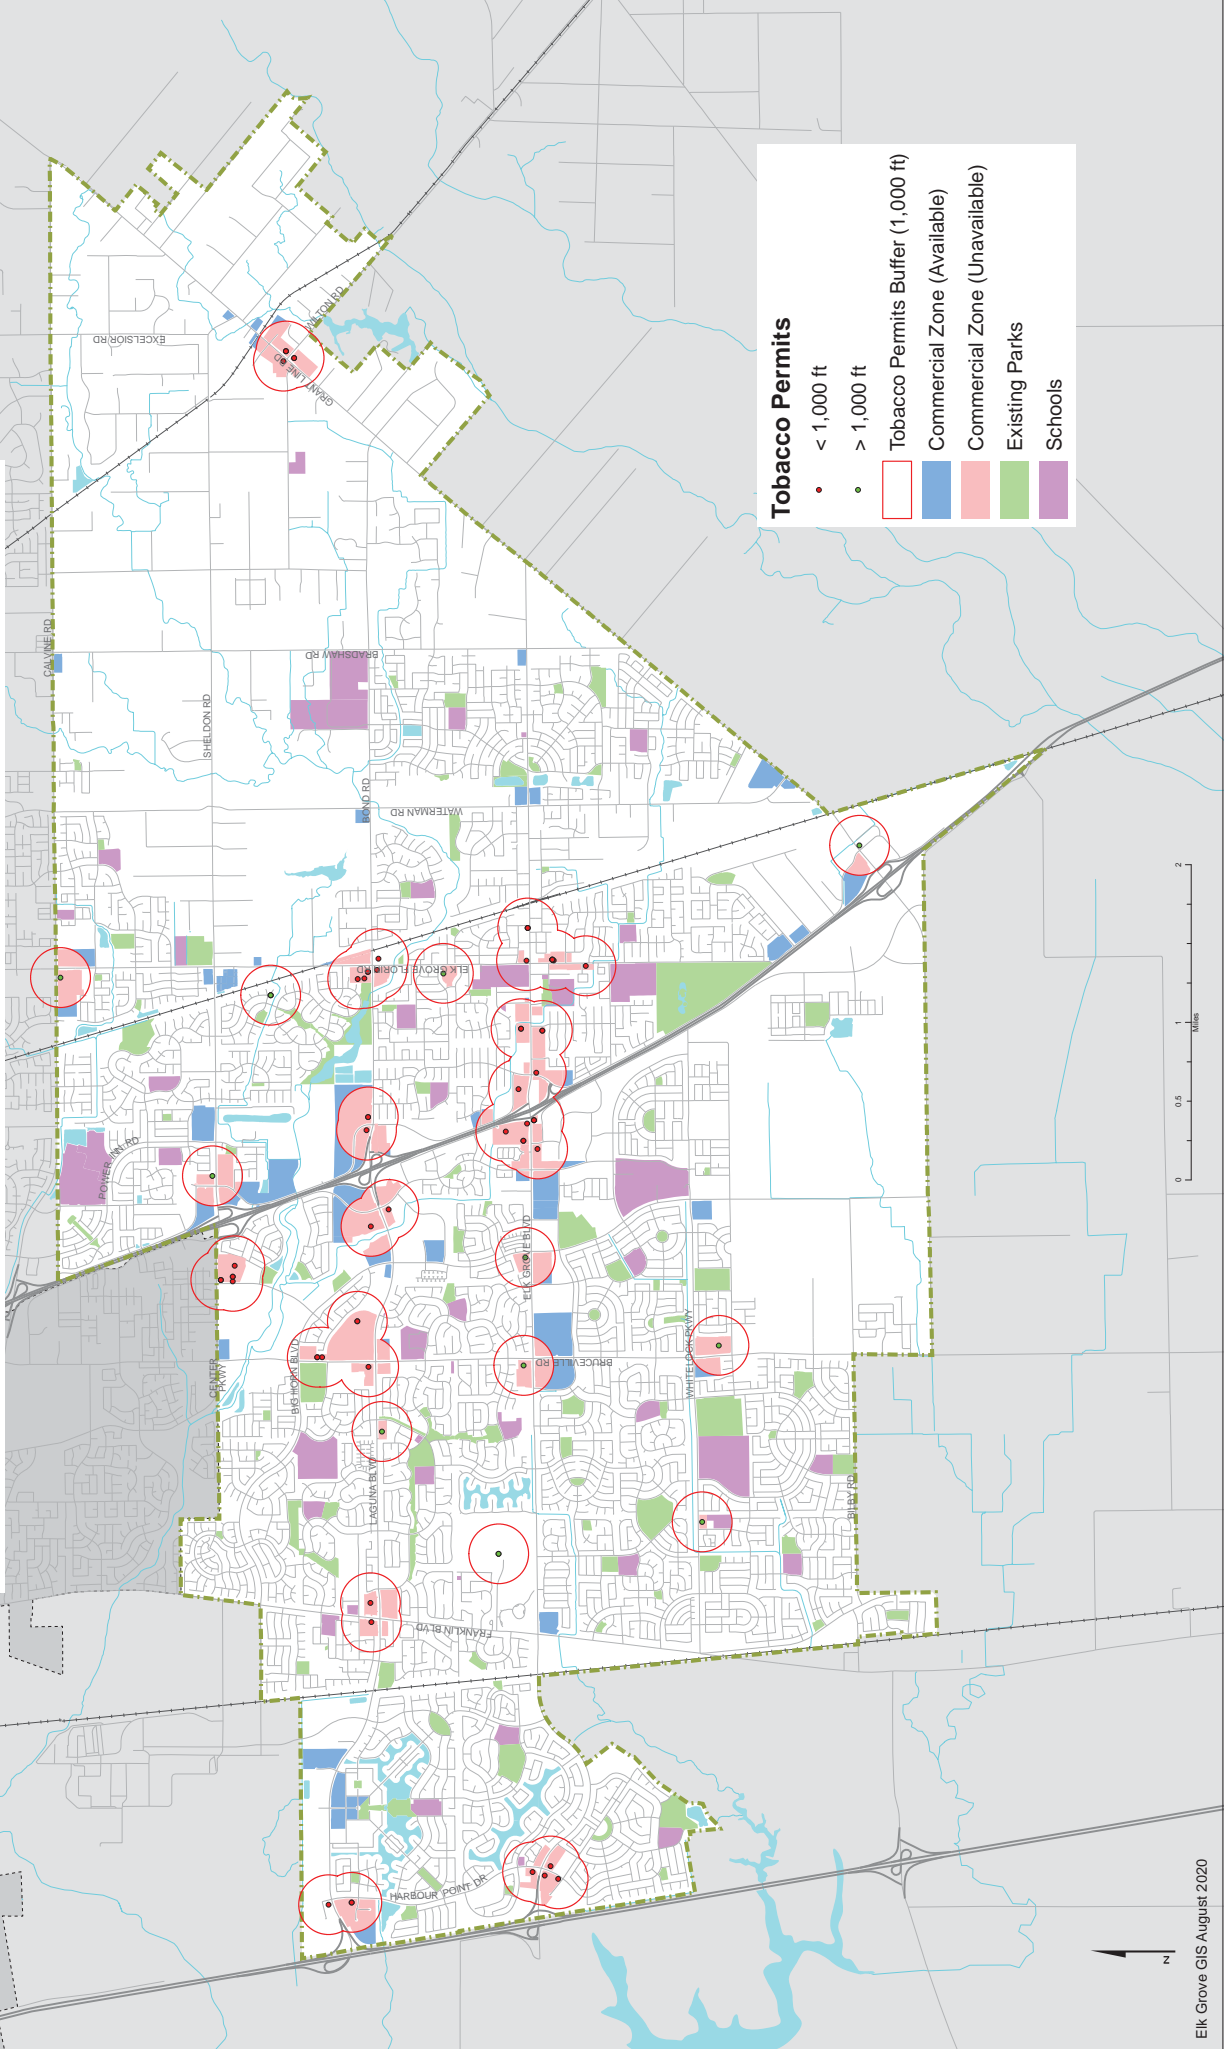 Tobacco Permits
< 1,000 ft
> 1,000 ft
Tobacco Permits Buffer (1,000 ft)
Commercial Zone (Available)
Commercial Zone (Unavailable)
Existing Parks
Schools
CALVINE RD
EXCELSIOR RD
WILTON RD
GRANT LINE RD
BRADSHAW RD
SHELDON RD
BOND RD
WATERMAN RD
ELK GROVE FLORIN RD
POWER INN RD
ELK GROVE BLVD
CENTER
PKWY
BIG HORN BLVD
BRUCEVILLE RD
WHITELOCK PKWY
LAGUNA BLVD
BILBY RD
FRANKLIN BLVD
HARBOUR POINT DR
0
0.5
1
2
Miles
N
Elk Grove GIS August 2020